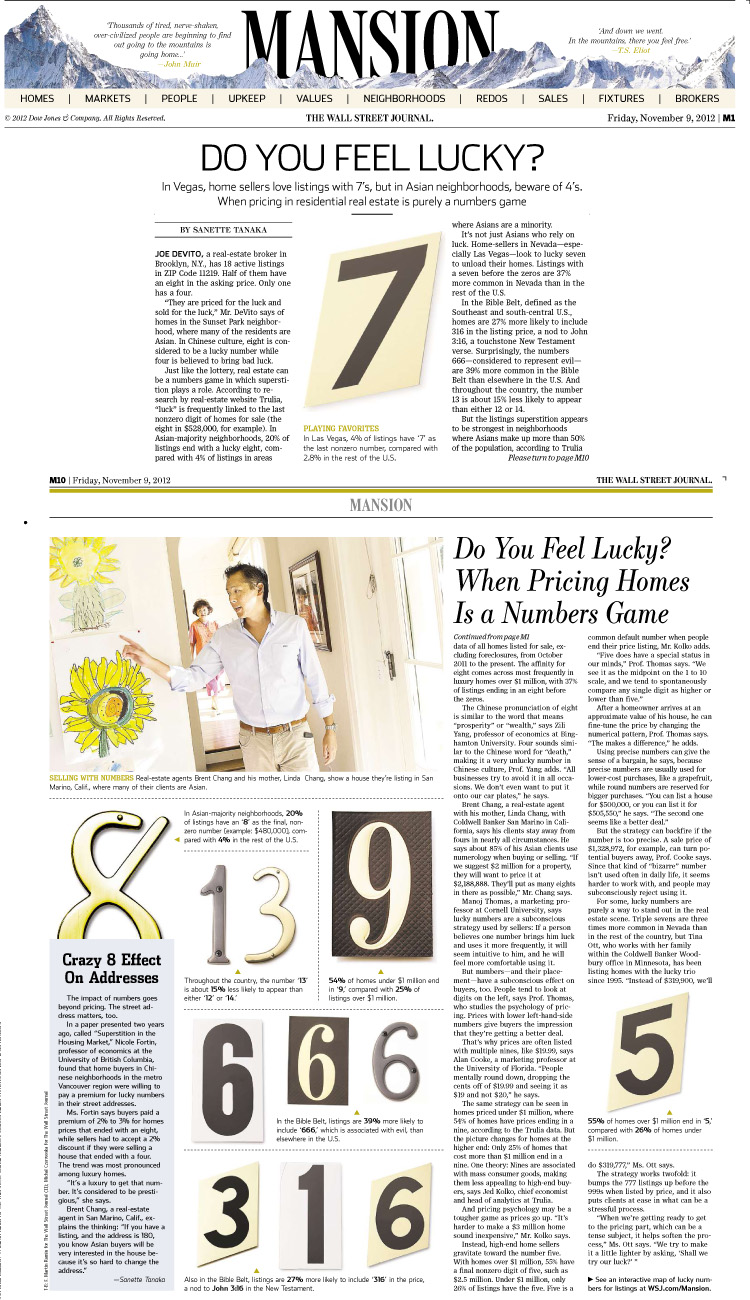 'Thousands of tired, nerve-shaken,
over-civilized people are beginning to find
out going to the mountains is
going home...'
—John Muir
MANSION
'And down we went.
In the mountains, there you feel free.'
—T.S. Eliot
HOMES | MARKETS | PEOPLE | UPKEEP | VALUES | NEIGHBORHOODS | REDOS | SALES | FIXTURES | BROKERS
© 2012 Dow Jones & Company. All Rights Reserved.
THE WALL STREET JOURNAL.
Friday, November 9, 2012 | M1
DO YOU FEEL LUCKY?
In Vegas, home sellers love listings with 7's, but in Asian neighborhoods, beware of 4's.
When pricing in residential real estate is purely a numbers game
BY SANETTE TANAKA
JOE DEVITO, a real-estate broker in
Brooklyn, N.Y., has 18 active listings
in ZIP Code 11219. Half of them have
an eight in the asking price. Only one
has a four.
"They are priced for the luck and
sold for the luck," Mr. DeVito says of
homes in the Sunset Park neighbor-
hood, where many of the residents are
Asian. In Chinese culture, eight is con-
sidered to be a lucky number while
four is believed to bring bad luck.
Just like the lottery, real estate can
be a numbers game in which supersti-
tion plays a role. According to re-
search by real-estate website Trulia,
"luck" is frequently linked to the last
nonzero digit of homes for sale (the
eight in $528,000, for example). In
Asian-majority neighborhoods, 20% of
listings end with a lucky eight, com-
pared with 4% of listings in areas
7
PLAYING FAVORITES
In Las Vegas, 4% of listings have '7' as
the last nonzero number, compared with
2.8% in the rest of the U.S.
where Asians are a minority.
It's not just Asians who rely on
luck. Home-sellers in Nevada—espe-
cially Las Vegas—look to lucky seven
to unload their homes. Listings with
a seven before the zeros are 37%
more common in Nevada than in the
rest of the U.S.
In the Bible Belt, defined as the
Southeast and south-central U.S.,
homes are 27% more likely to include
316 in the listing price, a nod to John
3:16, a touchstone New Testament
verse. Surprisingly, the numbers
666—considered to represent evil—
are 39% more common in the Bible
Belt than elsewhere in the U.S. And
throughout the country, the number
13 is about 15% less likely to appear
than either 12 or 14.
But the listings superstition appears
to be strongest in neighborhoods
where Asians make up more than 50%
of the population, according to Trulia
Please turn to page M10
M10 | Friday, November 9, 2012
THE WALL STREET JOURNAL.
MANSION
SELLING WITH NUMBERS Real-estate agents Brent Chang and his mother, Linda Chang, show a house they're listing in San
Marino, Calif., where many of their clients are Asian.
Do You Feel Lucky?
When Pricing Homes
Is a Numbers Game
Continued from page M1
data of all homes listed for sale, ex-
cluding foreclosures, from October
2011 to the present. The affinity for
eight comes across most frequently in
luxury homes over $1 million, with 37%
of listings ending in an eight before
the zeros.
The Chinese pronunciation of eight
is similar to the word that means
"prosperity" or "wealth," says Zili
Yang, professor of economics at Bing-
hamton University. Four sounds simi-
lar to the Chinese word for "death,"
making it a very unlucky number in
Chinese culture, Prof. Yang adds. "All
businesses try to avoid it in all occa-
sions. We don't even want to put it
onto our car plates," he says.
Brent Chang, a real-estate agent
with his mother, Linda Chang, with
Coldwell Banker San Marino in Cali-
fornia, says his clients stay away from
fours in nearly all circumstances. He
says about 85% of his Asian clients use
numerology when buying or selling. "If
we suggest $2 million for a property,
they will want to price it at
$2,188,888. They'll put as many eights
in there as possible," Mr. Chang says.
Manoj Thomas, a marketing pro-
fessor at Cornell University, says
lucky numbers are a subconscious
strategy used by sellers: If a person
believes one number brings him luck
and uses it more frequently, it will
seem intuitive to him, and he will
feel more comfortable using it.
But numbers—and their place-
ment—have a subconscious effect on
buyers, too. People tend to look at
digits on the left, says Prof. Thomas,
who studies the psychology of pric-
ing. Prices with lower left-hand-side
numbers give buyers the impression
that they're getting a better deal.
That's why prices are often listed
with multiple nines, like $19.99, says
Alan Cooke, a marketing professor at
the University of Florida. "People
mentally round down, dropping the
cents off of $19.99 and seeing it as
$19 and not $20," he says.
The same strategy can be seen in
homes priced under $1 million, where
54% of homes have prices ending in a
nine, according to the Trulia data. But
the picture changes for homes at the
higher end: Only 25% of homes that
cost more than $1 million end in a
nine. One theory: Nines are associated
with mass consumer goods, making
them less appealing to high-end buy-
ers, says Jed Kolko, chief economist
and head of analytics at Trulia.
And pricing psychology may be a
tougher game as prices go up. "It's
harder to make a $3 million home
sound inexpensive," Mr. Kolko says.
Instead, high-end home sellers
gravitate toward the number five.
With homes over $1 million, 55% have
a final nonzero digit of five, such as
$2.5 million. Under $1 million, only
26% of listings have the five. Five is a
common default number when people
end their price listing, Mr. Kolko adds.
"Five does have a special status in
our minds," Prof. Thomas says. "We
see it as the midpoint on the 1 to 10
scale, and we tend to spontaneously
compare any single digit as higher or
lower than five."
After a homeowner arrives at an
approximate value of his house, he can
fine-tune the price by changing the
numerical pattern, Prof. Thomas says.
"The makes a difference," he adds.
Using precise numbers can give the
sense of a bargain, he says, because
precise numbers are usually used for
lower-cost purchases, like a grapefruit,
while round numbers are reserved for
bigger purchases. "You can list a house
for $500,000, or you can list it for
$505,550," he says. "The second one
seems like a better deal."
But the strategy can backfire if the
number is too precise. A sale price of
$1,328,972, for example, can turn po-
tential buyers away, Prof. Cooke says.
Since that kind of "bizarre" number
isn't used often in daily life, it seems
harder to work with, and people may
subconsciously reject using it.
For some, lucky numbers are
purely a way to stand out in the real
estate scene. Triple sevens are three
times more common in Nevada than
in the rest of the country, but Tina
Ott, who works with her family
within the Coldwell Banker Wood-
bury office in Minnesota, has been
listing homes with the lucky trio
since 1995. "Instead of $319,900, we'll
5
55% of homes over $1 million end in '5,'
compared with 26% of homes under
$1 million.
do $319,777," Ms. Ott says.
The strategy works twofold: it
bumps the 777 listings up before the
999s when listed by price, and it also
puts clients at ease in what can be a
stressful process.
"When we're getting ready to get
to the pricing part, which can be a
tense subject, it helps soften the pro-
cess," Ms. Ott says. "We try to make
it a little lighter by asking, 'Shall we
try our luck?' "
▶ See an interactive map of lucky num-
bers for listings at WSJ.com/Mansion.
8
In Asian-majority neighborhoods, 20%
of listings have an '8' as the final, non-
zero number (example: $480,000), com-
pared with 4% in the rest of the U.S.
13
Throughout the country, the number '13'
is about 15% less likely to appear than
either '12' or '14.'
9
54% of homes under $1 million end
in '9,' compared with 25% of
listings over $1 million.
6 6 6
In the Bible Belt, listings are 39% more likely to
include '666,' which is associated with evil, than
elsewhere in the U.S.
3 1 6
Also in the Bible Belt, listings are 27% more likely to include '316' in the price,
a nod to John 3:16 in the New Testament.
Crazy 8 Effect
On Addresses
The impact of numbers goes
beyond pricing. The street ad-
dress matters, too.
In a paper presented two years
ago, called "Superstition in the
Housing Market," Nicole Fortin,
professor of economics at the
University of British Columbia,
found that home buyers in Chi-
nese neighborhoods in the metro
Vancouver region were willing to
pay a premium for lucky numbers
in their street addresses.
Ms. Fortin says buyers paid a
premium of 2% to 3% for homes
prices that ended with an eight,
while sellers had to accept a 2%
discount if they were selling a
house that ended with a four.
The trend was most pronounced
among luxury homes.
"It's a luxury to get that num-
ber. It's considered to be presti-
gious," she says.
Brent Chang, a real-estate
agent in San Marino, Calif., ex-
plains the thinking: "If you have a
listing, and the address is 180,
you know Asian buyers will be
very interested in the house be-
cause it's so hard to change the
address."
—Sanette Tanaka